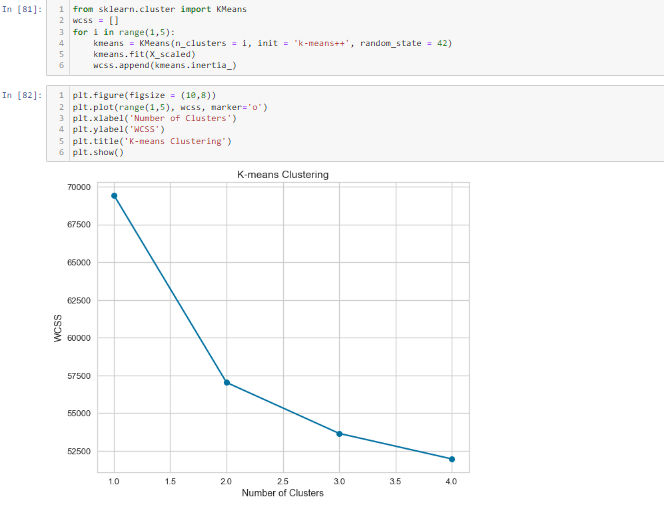 In [81]:
1 from sklearn.cluster import KMeans
2 wcss = []
3 for i in range(1,5):
4     kmeans = KMeans(n_clusters = i, init = 'k-means++', random_state = 42)
5     kmeans.fit(X_scaled)
6     wcss.append(kmeans.inertia_)
In [82]:
1 plt.figure(figsize = (10,8))
2 plt.plot(range(1,5), wcss, marker='o')
3 plt.xlabel('Number of Clusters')
4 plt.ylabel('WCSS')
5 plt.title('K-means Clustering')
6 plt.show()
K-means Clustering
70000
67500
65000
62500
60000
57500
55000
52500
WCSS
1.0 1.5 2.0 2.5 3.0 3.5 4.0
Number of Clusters